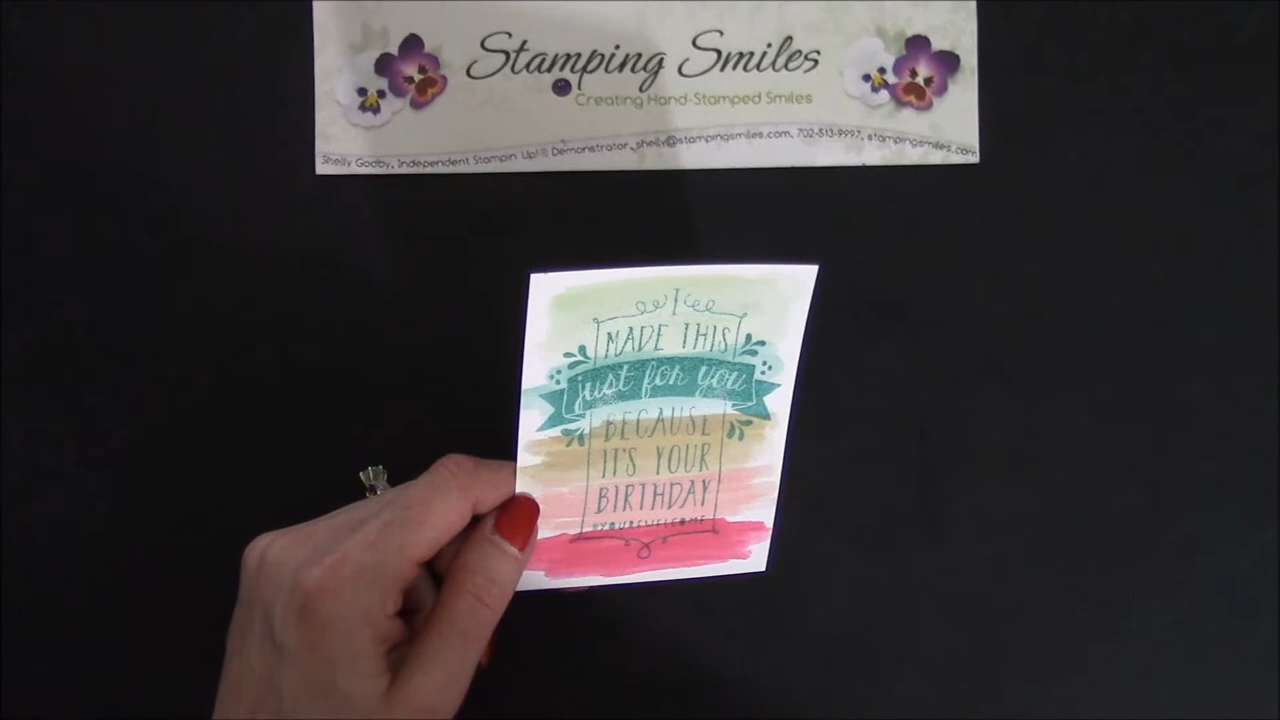 Stamping Smiles
Creating Hand-Stamped Smiles
Shelly Godby, Independent Stampin' Up!® Demonstrator, shelly@stampingsmiles.com, 702-513-9997, stampingsmiles.com
I
MADE THIS
just for you
BECAUSE
IT'S YOUR
BIRTHDAY
#YOUREWELCOME